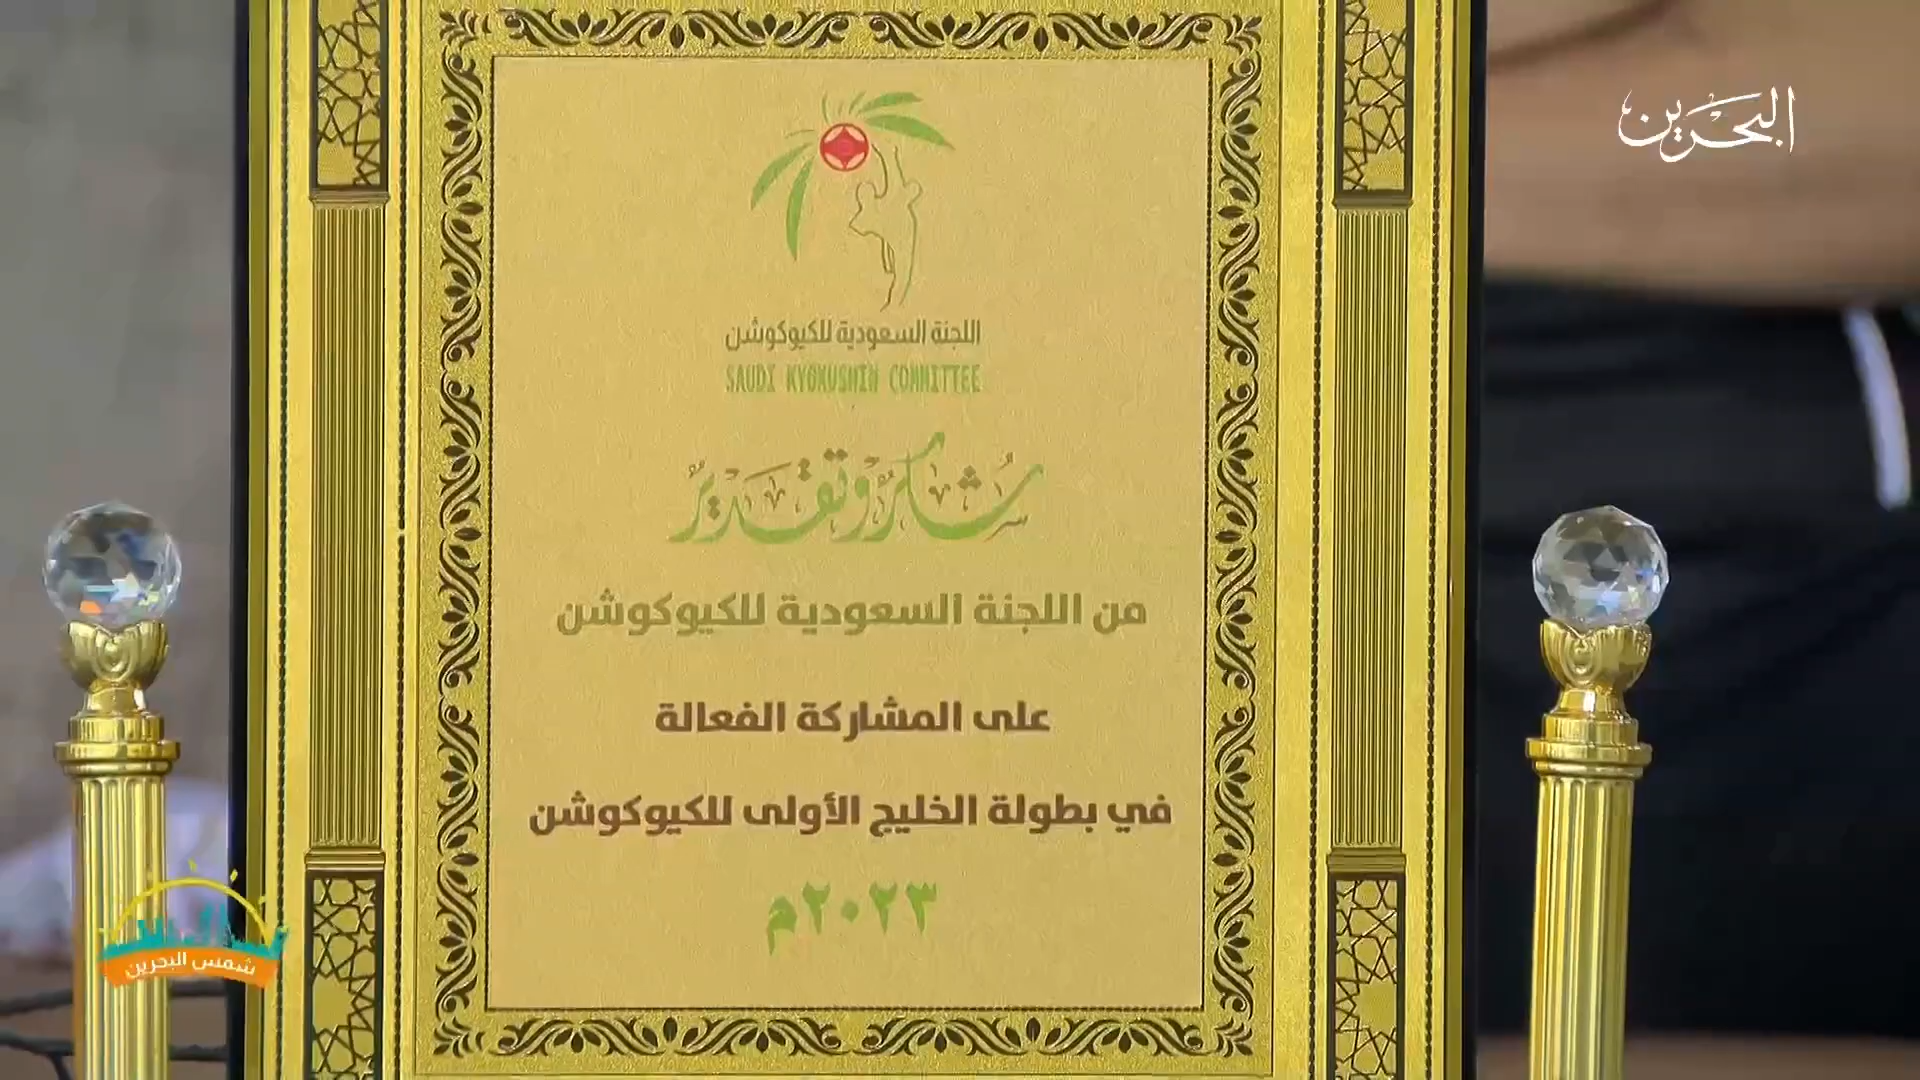 البحرين
اللجنة السعودية للكيوكوشن
SAUDI KYOKUSHIN COMMITTEE
شكر وتقدير
من اللجنة السعودية للكيوكوشن
على المشاركة الفعالة
في بطولة الخليج الأولى للكيوكوشن
٢٠٢٣م
شمس البحرين